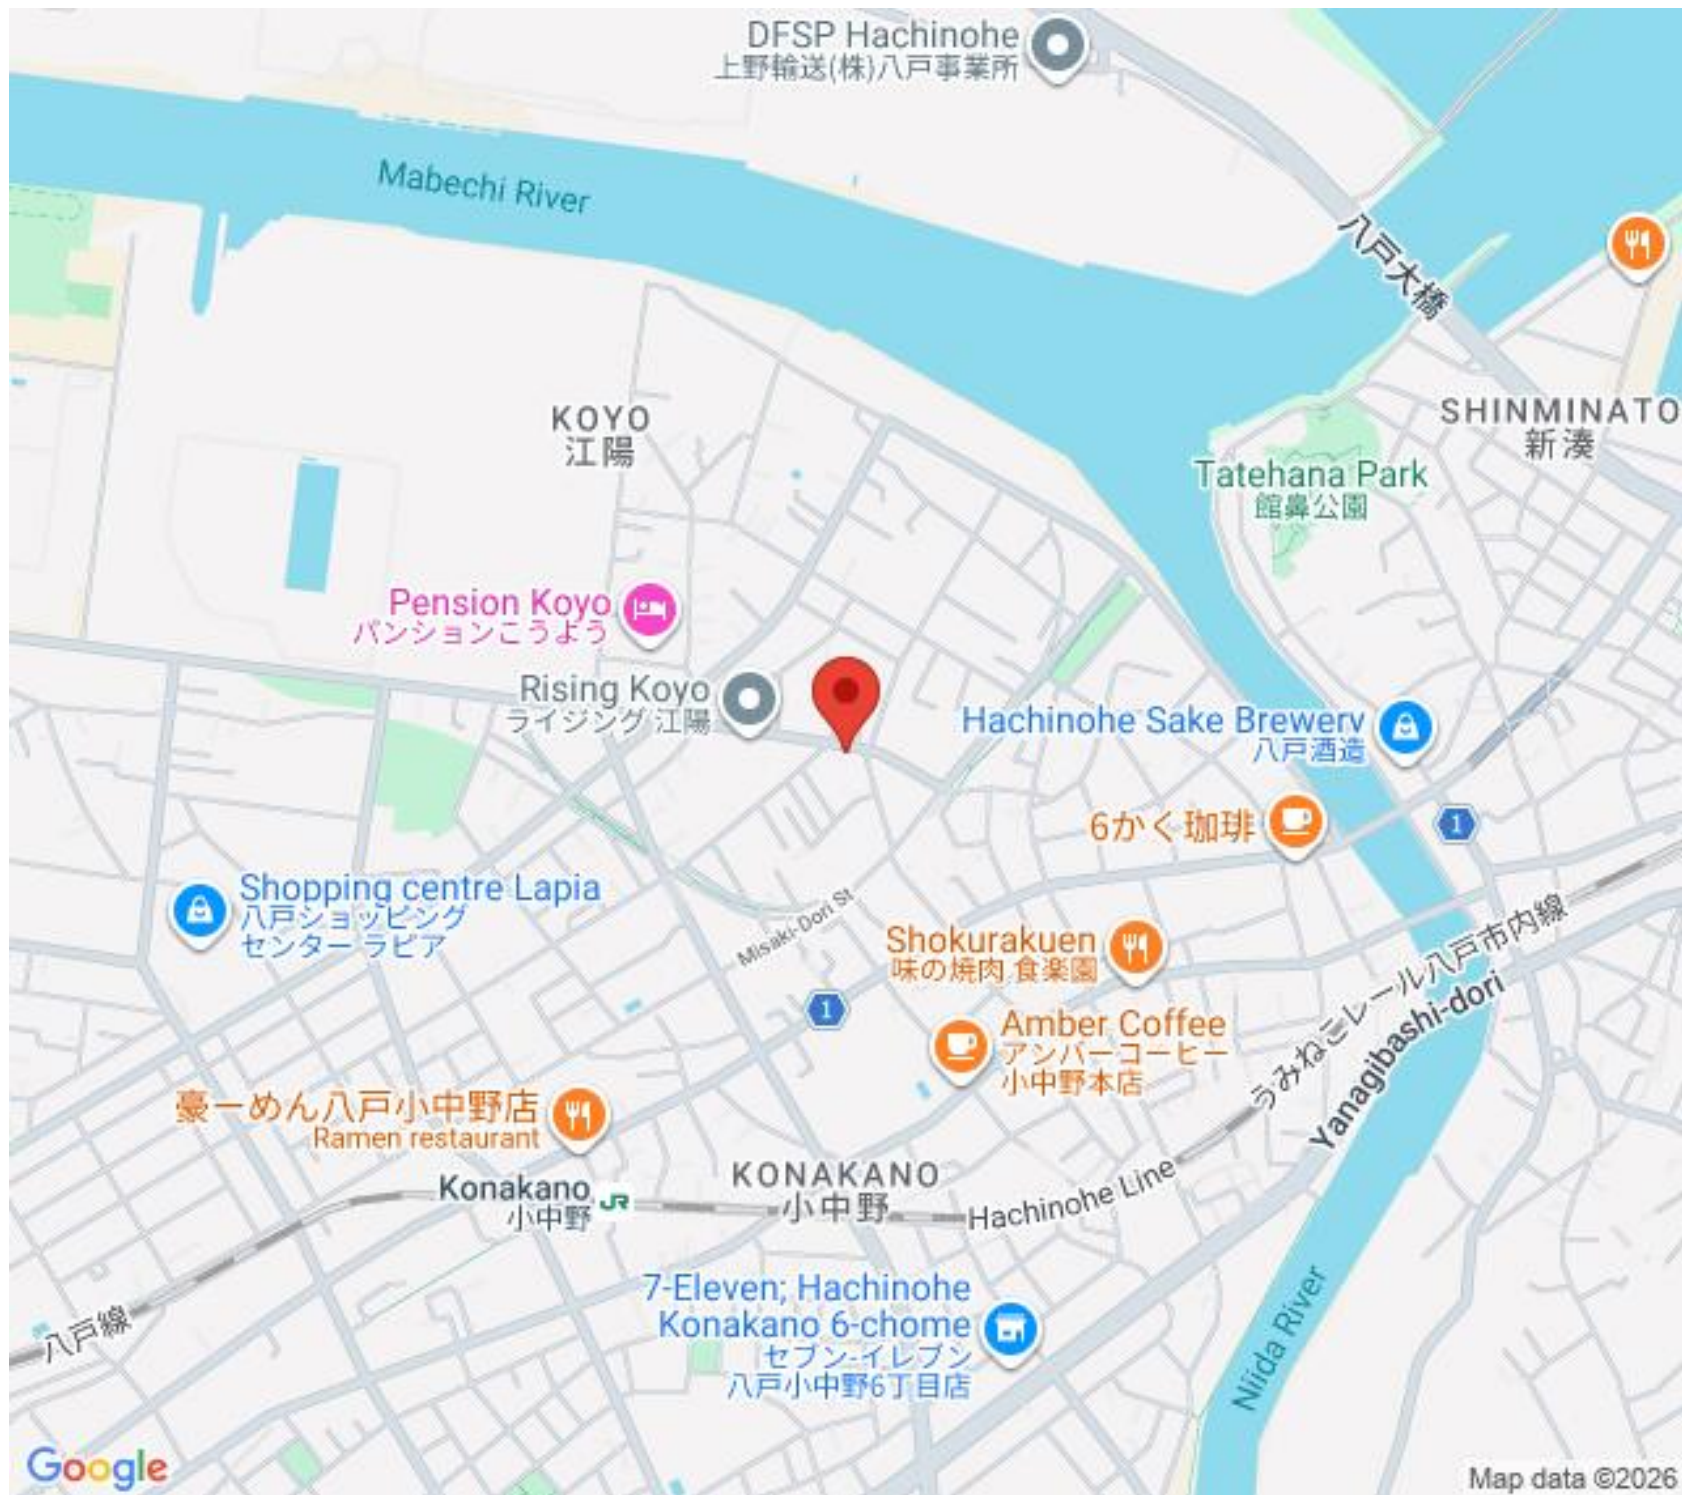 DFSP Hachinohe
上野輸送(株)八戸事業所
Mabechi River
八戸大橋
KOYO
江陽
SHINMINATO
新湊
Tatehana Park
館鼻公園
Pension Koyo
パンションこうよう
Rising Koyo
ライジング 江陽
Hachinohe Sake Brewery
八戸酒造
6かく珈琲
1
Shopping centre Lapia
八戸ショッピング
センター ラピア
Misaki-Dori St
Shokurakuen
味の焼肉 食楽園
うみねこレール八戸市内線
Yanagibashi-dori
1
Amber Coffee
アンバーコーヒー
小中野本店
豪ーめん八戸小中野店
Ramen restaurant
KONAKANO
小中野
Konakano
小中野
JR
Hachinohe Line
7-Eleven; Hachinohe
Konakano 6-chome
セブン-イレブン
八戸小中野6丁目店
八戸線
Niida River
Google
Map data ©2026